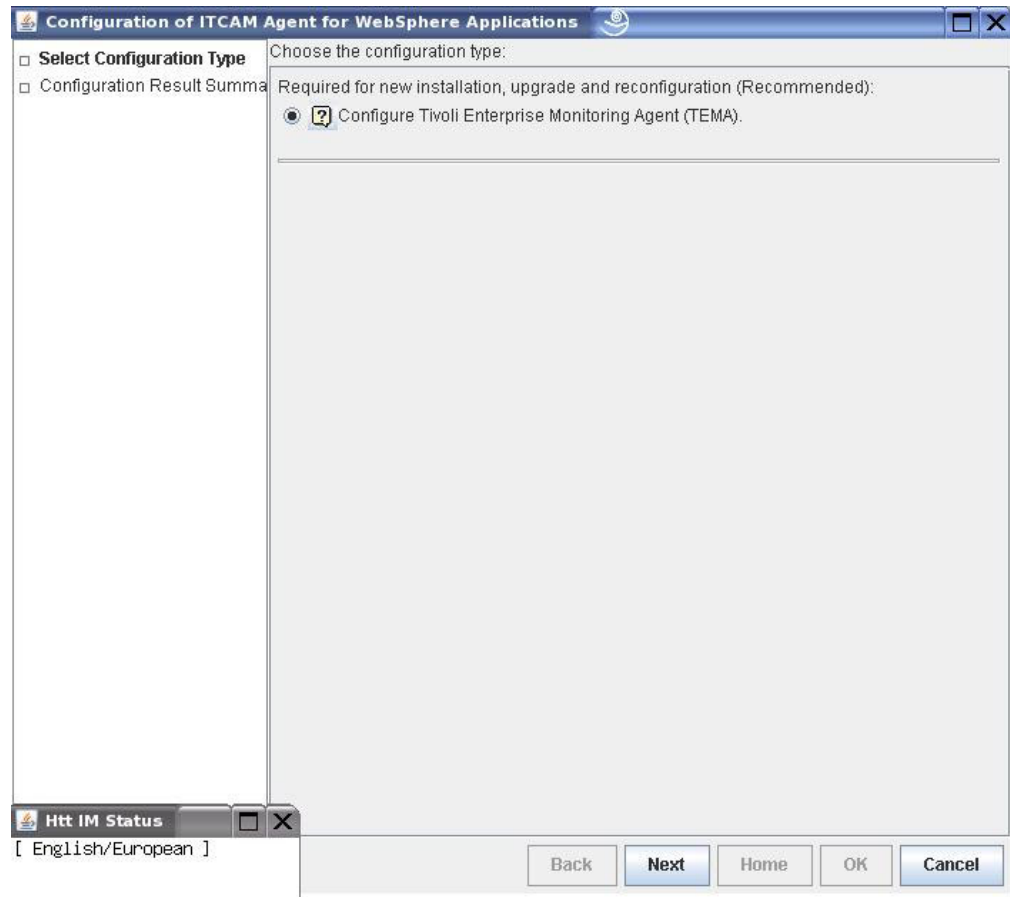 Configuration of ITCAM Agent for WebSphere Applications
Select Configuration Type
Configuration Result Summa
Choose the configuration type:
Required for new installation, upgrade and reconfiguration (Recommended):
Configure Tivoli Enterprise Monitoring Agent (TEMA).
Htt IM Status
[ English/European ]
Back Next Home OK Cancel